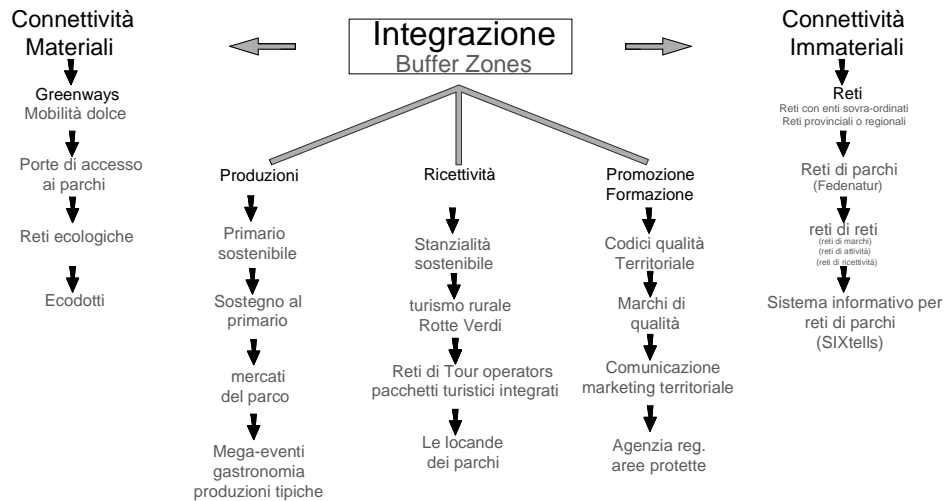 Connettività
Materiali
Greenways
Mobilità dolce
Porte di accesso
ai parchi
Reti ecologiche
Ecodotti
Integrazione
Buffer Zones
Produzioni
Primario
sostenibile
Sostegno al
primario
mercati
del parco
Mega-eventi
gastronomia
produzioni tipiche
Ricettività
Stanzialità
sostenibile
turismo rurale
Rotte Verdi
Reti di Tour operators
pacchetti turistici integrati
Le locande
dei parchi
Promozione
Formazione
Codici qualità
Territoriale
Marchi di
qualità
Comunicazione
marketing territoriale
Agenzia reg.
aree protette
Connettività
Immateriali
Reti
Reti con enti sovra-ordinati
Reti provinciali o regionali
Reti di parchi
(Fedenatur)
reti di reti
(reti di marchi)
(reti di attività)
(reti di ricettività)
Sistema informativo per
reti di parchi
(SIXtells)